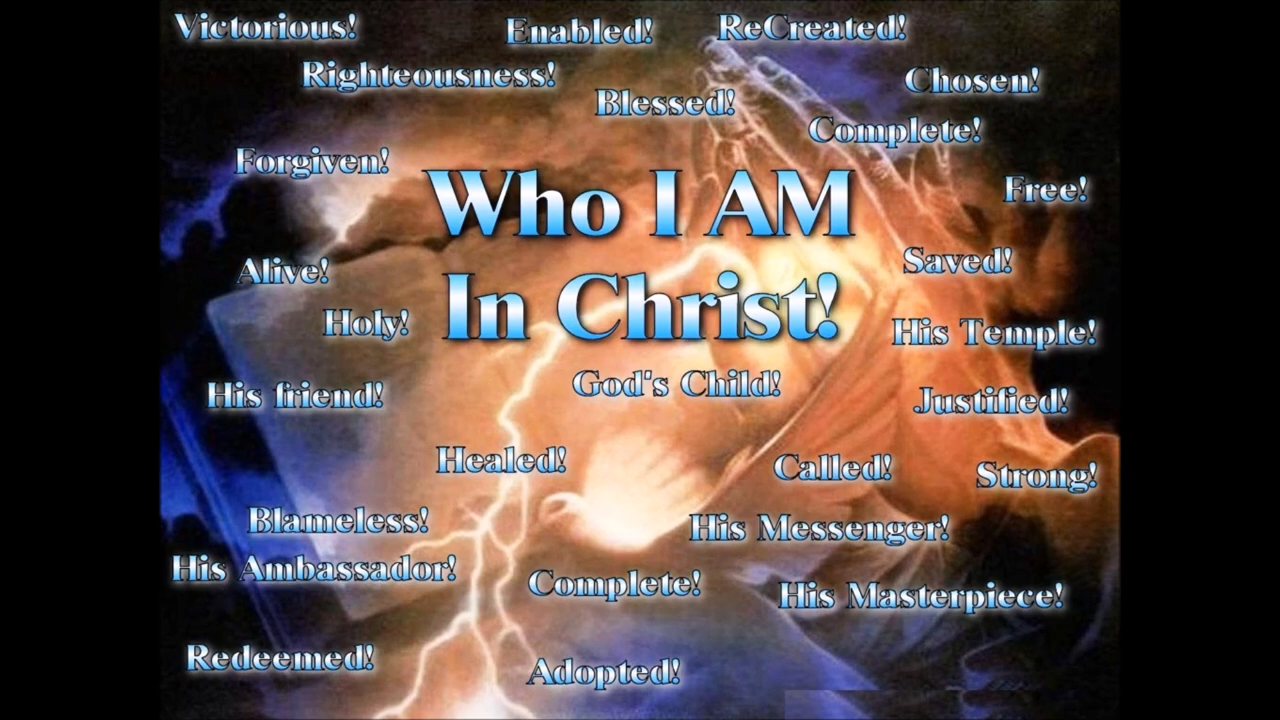 Victorious!
Enabled!
ReCreated!
Righteousness!
Blessed!
Chosen!
Complete!
Forgiven!
Who I AM
In Christ!
Free!
Alive!
Saved!
Holy!
His Temple!
His friend!
God's Child!
Justified!
Healed!
Called!
Strong!
Blameless!
His Messenger!
His Ambassador!
Complete!
His Masterpiece!
Redeemed!
Adopted!